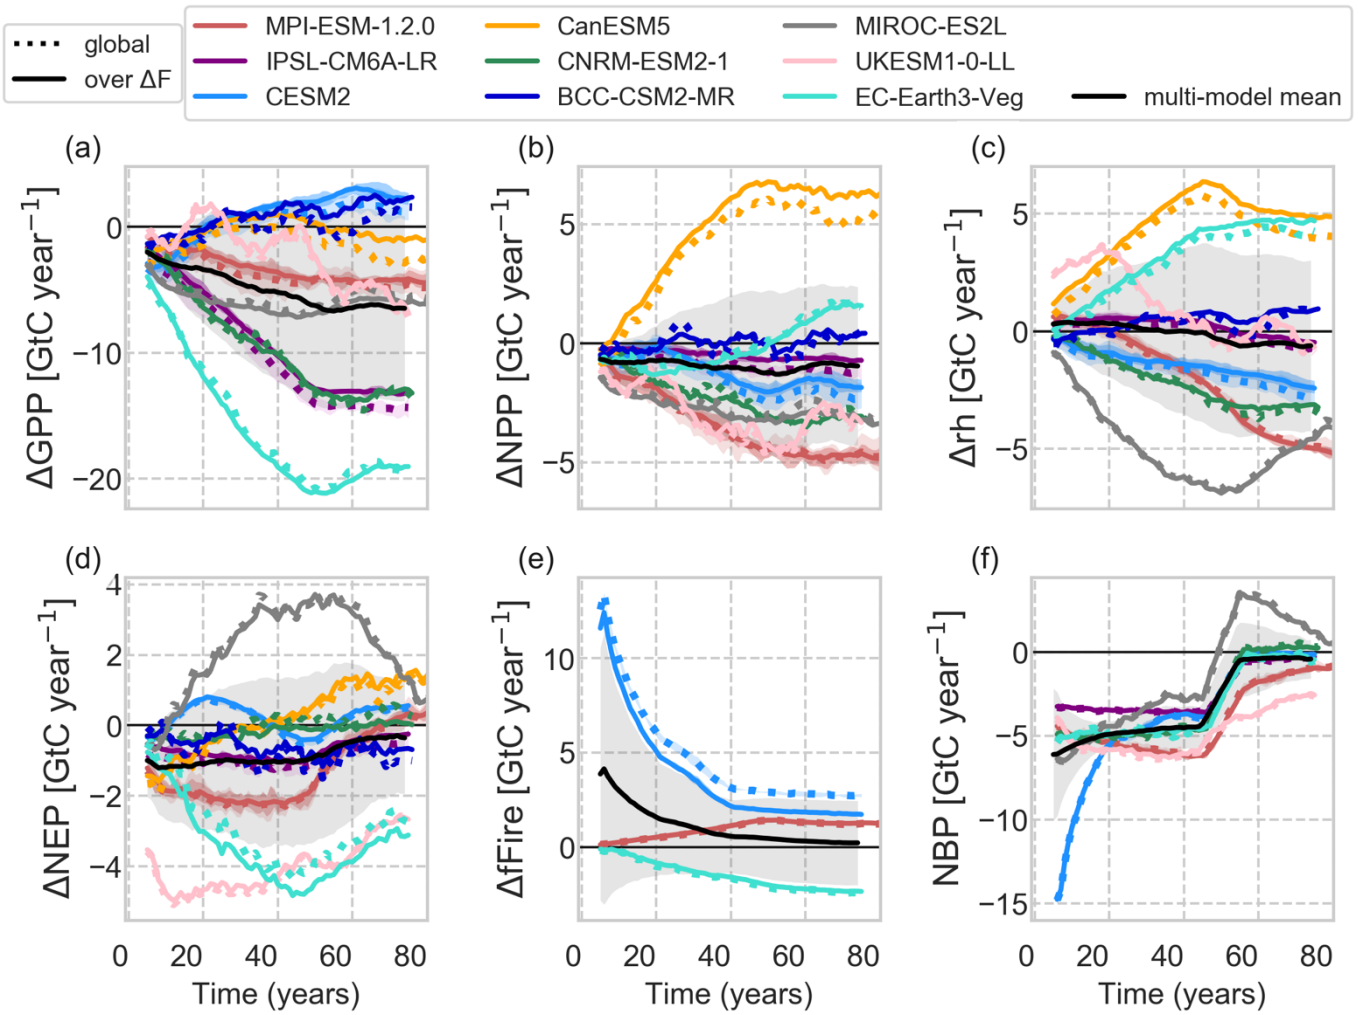 global
over ΔF
MPI-ESM-1.2.0
IPSL-CM6A-LR
CESM2
CanESM5
CNRM-ESM2-1
BCC-CSM2-MR
MIROC-ES2L
UKESM1-0-LL
EC-Earth3-Veg
multi-model mean
(a)
ΔGPP [GtC year⁻¹]
0
−10
−20
(b)
ΔNPP [GtC year⁻¹]
5
0
−5
(c)
Δrh [GtC year⁻¹]
5
0
−5
(d)
ΔNEP [GtC year⁻¹]
4
2
0
−2
−4
0 20 40 60 80
Time (years)
(e)
ΔfFire [GtC year⁻¹]
10
5
0
0 20 40 60 80
Time (years)
(f)
NBP [GtC year⁻¹]
0
−5
−10
−15
0 20 40 60 80
Time (years)